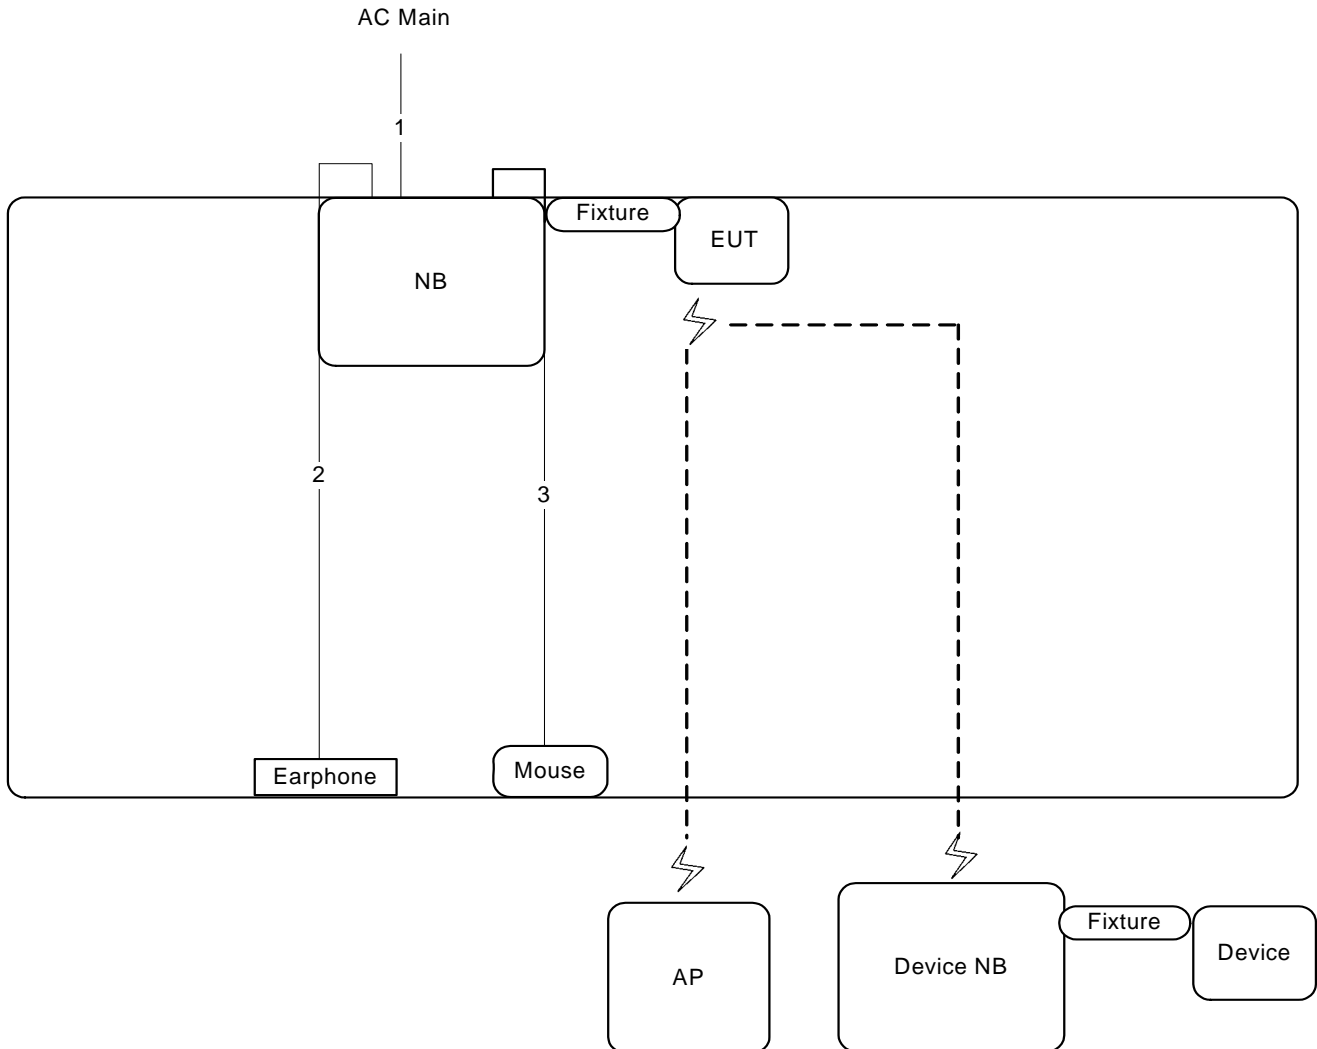 AC Main
1
Fixture
EUT
NB
2
3
Earphone
Mouse
Fixture
AP
Device NB
Device